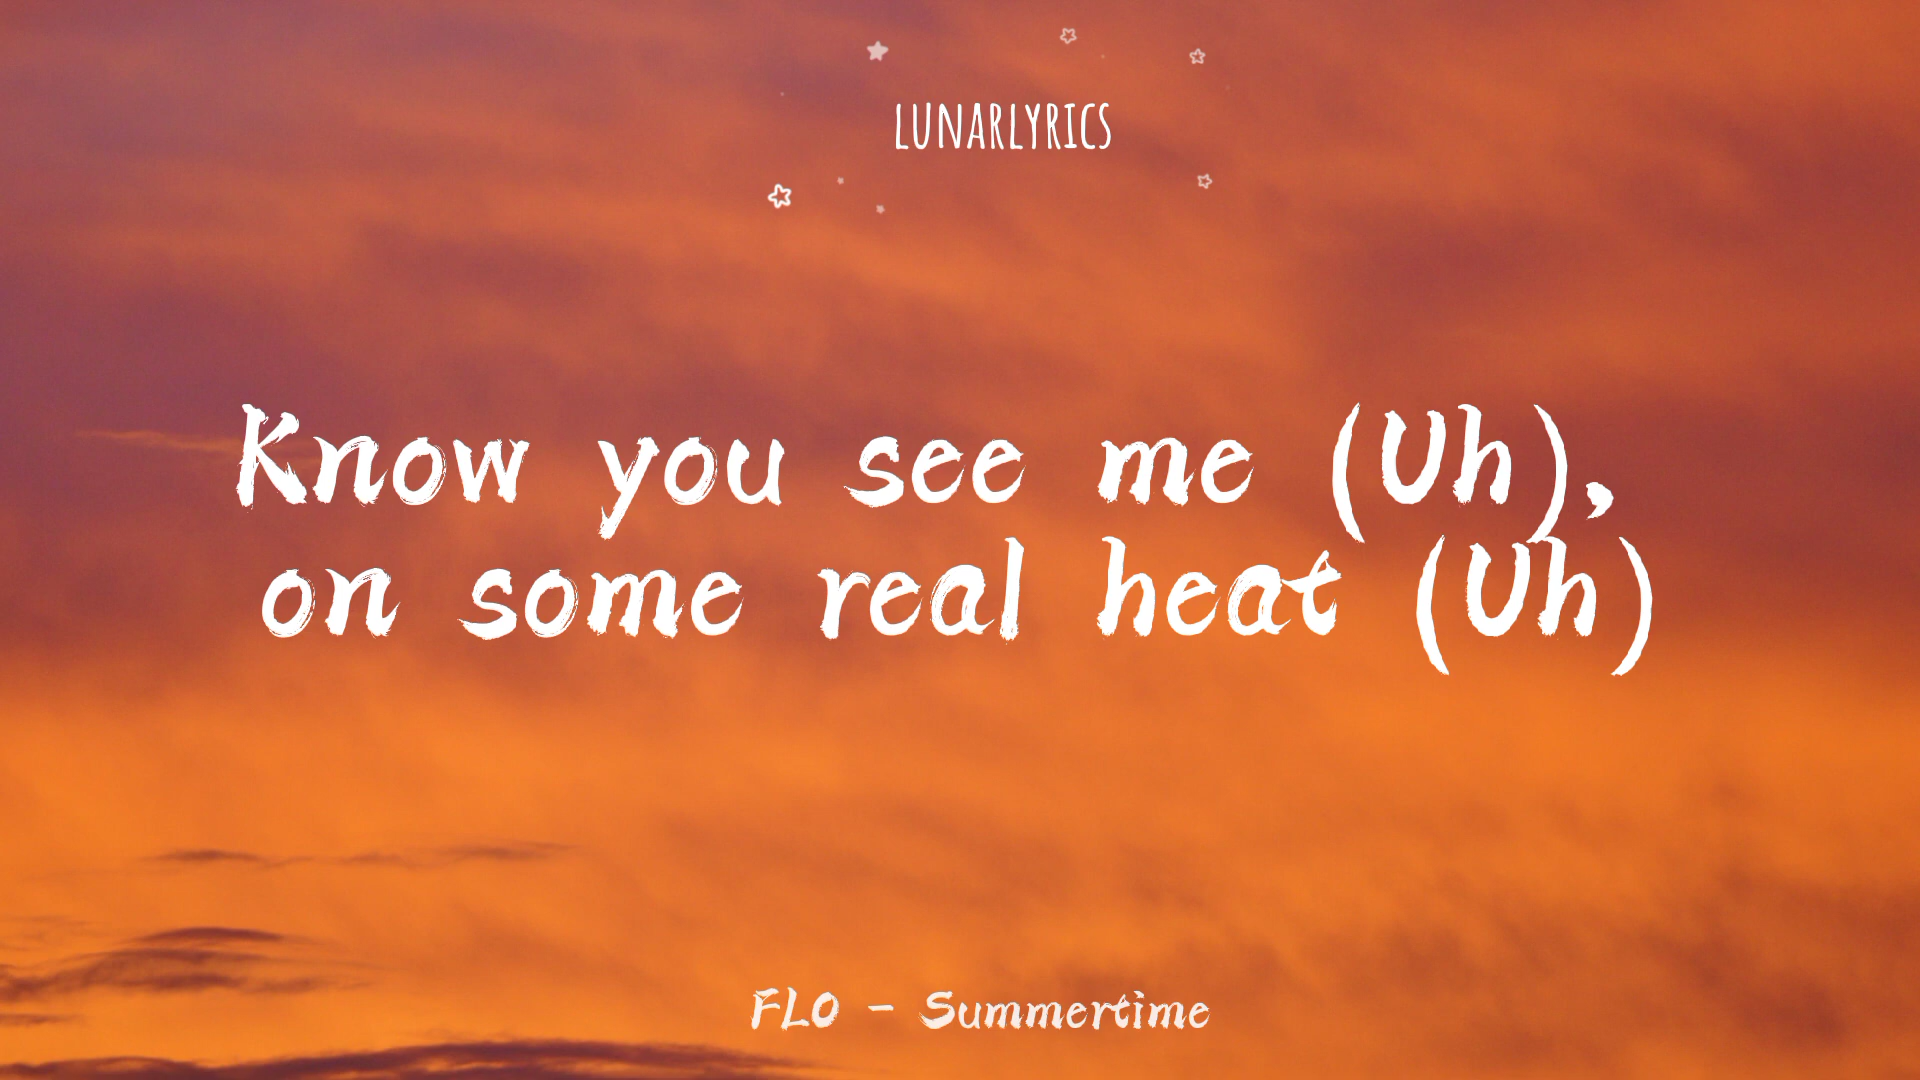 LUNARLYRICS
Know you see me (Uh),
on some real heat (Uh)
FLO - Summertime